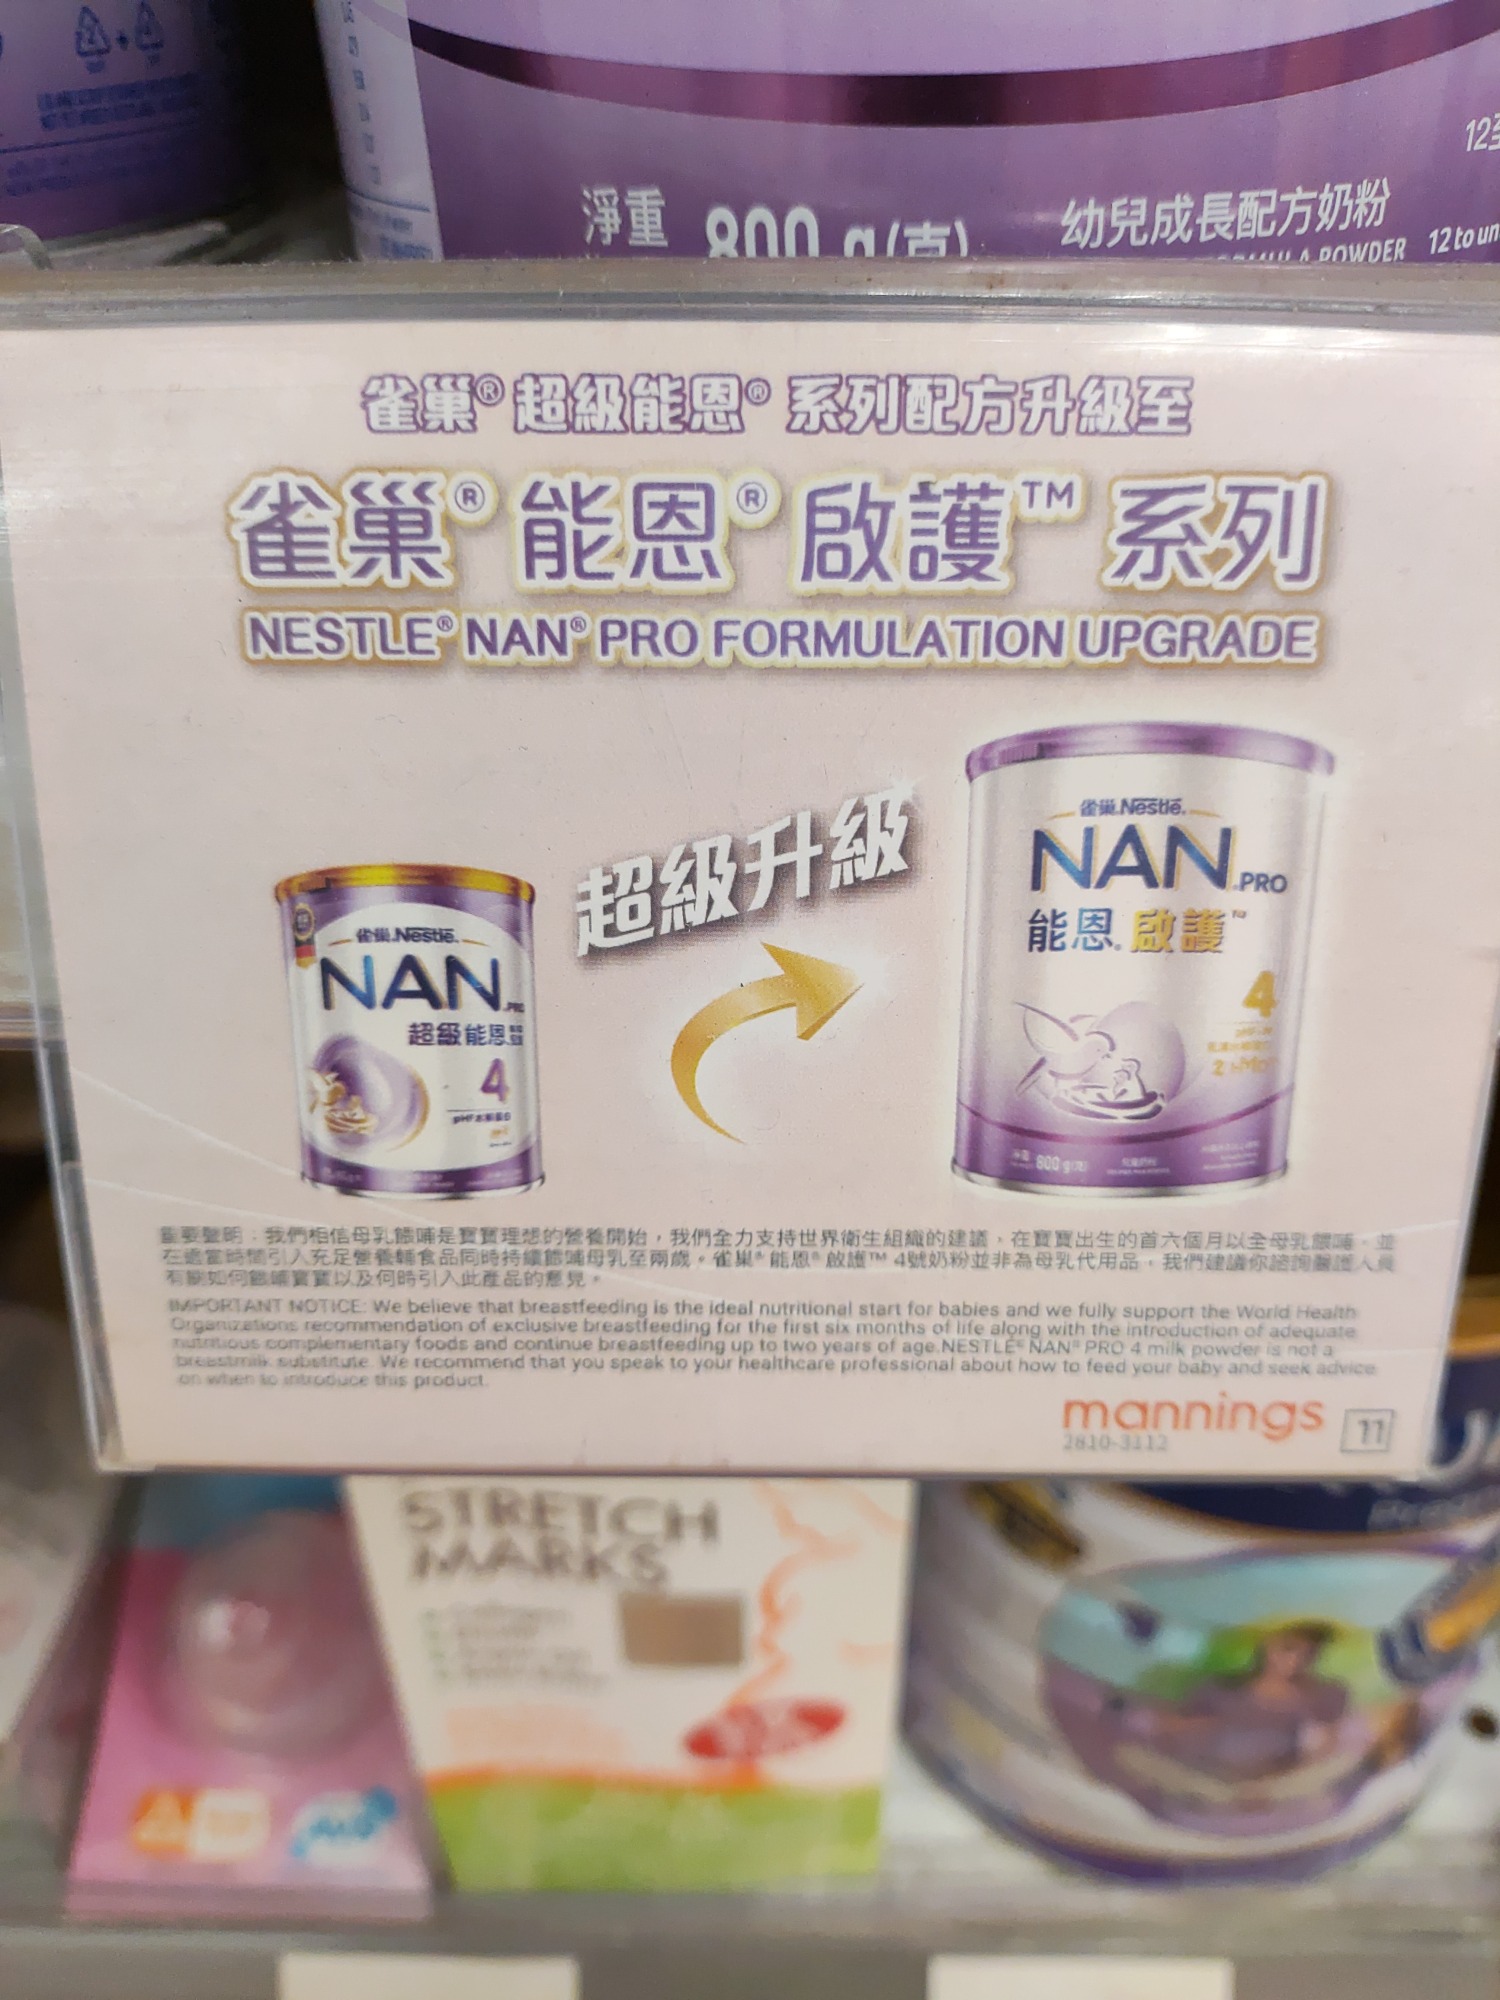 淨重 800 g(克)
幼兒成長配方奶粉
FORMULA POWDER
雀巢® 超級能恩® 系列配方升級至
雀巢® 能恩® 啟護™ 系列
NESTLE® NAN® PRO FORMULATION UPGRADE
超級升級
雀巢.Nestlé.
NAN.PRO
超級能恩
4
pHF水解蛋白
雀巢.Nestlé.
NAN.PRO
能恩.啟護™
4
800 g(克)
重要聲明：我們相信母乳餵哺是寶寶理想的營養開始，我們全力支持世界衛生組織的建議，在寶寶出生的首六個月以全母乳餵哺，並
在適當時間引入充足營養輔食品同時持續餵哺母乳至兩歲。雀巢® 能恩® 啟護™ 4號奶粉並非為母乳代用品，我們建議你諮詢醫護人員
有關如何餵哺寶寶以及何時引入此產品的意見。
IMPORTANT NOTICE: We believe that breastfeeding is the ideal nutritional start for babies and we fully support the World Health
Organizations recommendation of exclusive breastfeeding for the first six months of life along with the introduction of adequate
nutritious complementary foods and continue breastfeeding up to two years of age.NESTLÉ® NAN® PRO 4 milk powder is not a
breastmilk substitute. We recommend that you speak to your healthcare professional about how to feed your baby and seek advice
on when to introduce this product.
mannings
2810-3112
11
STRETCH
MARKS